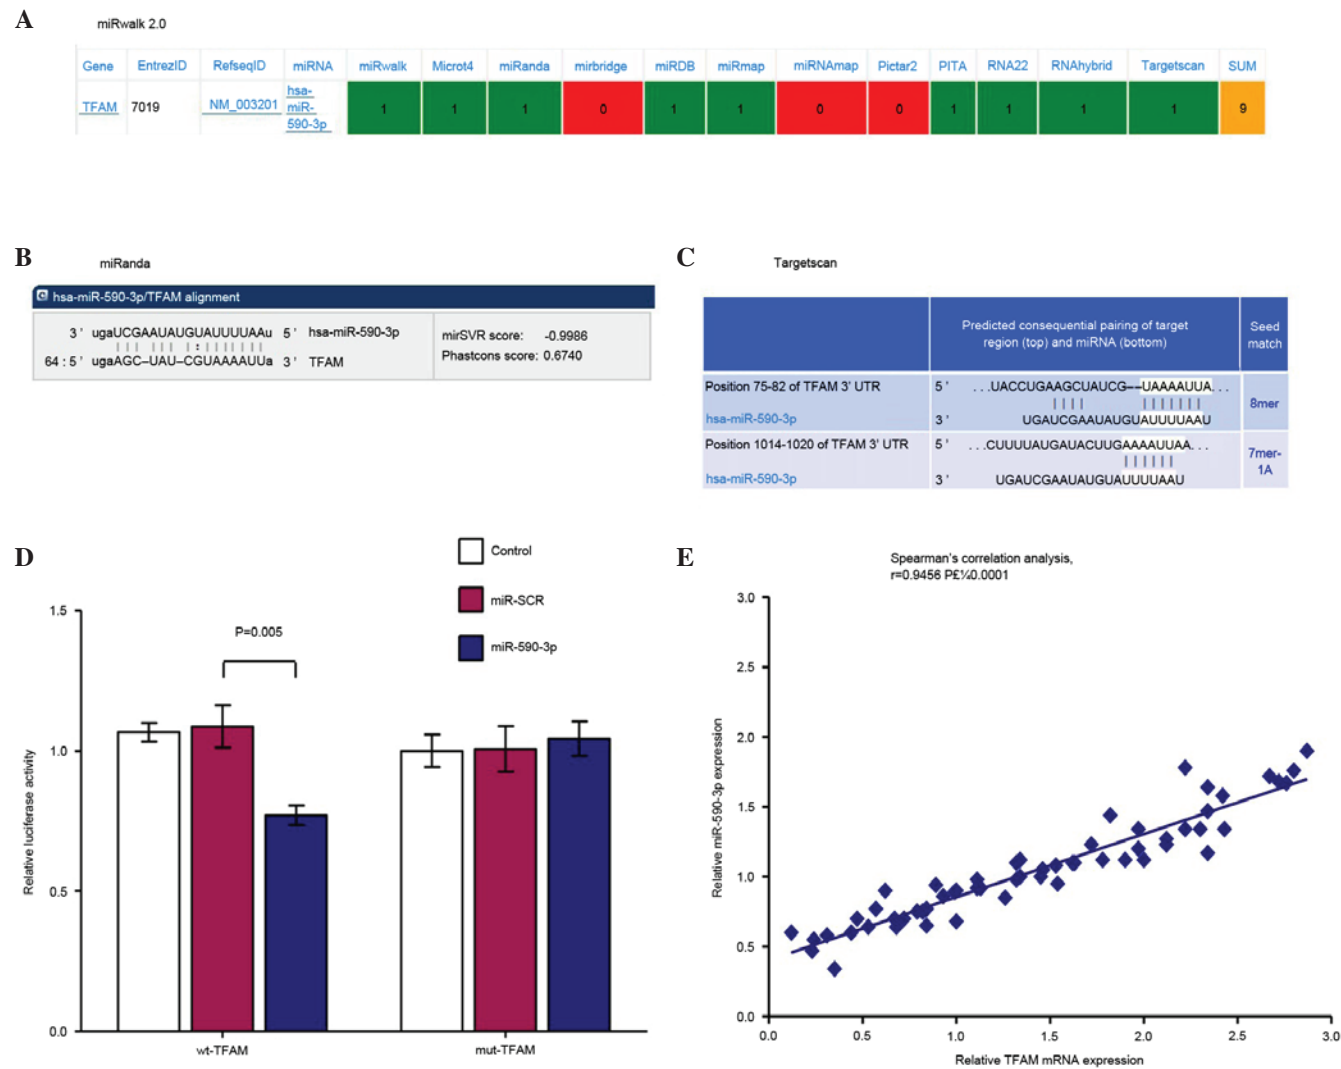 A
miRwalk 2.0
Gene EntrezID RefseqID miRNA miRwalk Microt4 miRanda mirbridge miRDB miRmap miRNAmap Pictar2 PITA RNA22 RNAhybrid Targetscan SUM
TFAM 7019 NM_003201 hsa-miR-590-3p 1 1 1 0 1 1 0 0 1 1 1 1 9
B
miRanda
hsa-miR-590-3p/TFAM alignment
3' ugaUCGAAUAUGUAUUUUAAu 5' hsa-miR-590-3p
64:5' ugaAGC–UAU–CGUAAAAUUa 3' TFAM
mirSVR score: -0.9986
Phastcons score: 0.6740
C
Targetscan
Predicted consequential pairing of target
region (top) and miRNA (bottom)
Seed
match
Position 75-82 of TFAM 3' UTR 5' ...UACCUGAAGCUAUCG--UAAAAUUA...
hsa-miR-590-3p 3' UGAUCGAAUAUGUAUUUUAAU
8mer
Position 1014-1020 of TFAM 3' UTR 5' ...CUUUUAUGAUACUUGAAAAUUAA...
hsa-miR-590-3p 3' UGAUCGAAUAUGUAUUUUAAU
7mer-
1A
D
Control
miR-SCR
miR-590-3p
P=0.005
Relative luciferase activity
1.5
1.0
0.5
0.0
wt-TFAM mut-TFAM
E
Spearman's correlation analysis,
r=0.9456 P£¼0.0001
Relative miR-590-3p expression
3.0
2.5
2.0
1.5
1.0
0.5
0.0
0.0 0.5 1.0 1.5 2.0 2.5 3.0
Relative TFAM mRNA expression